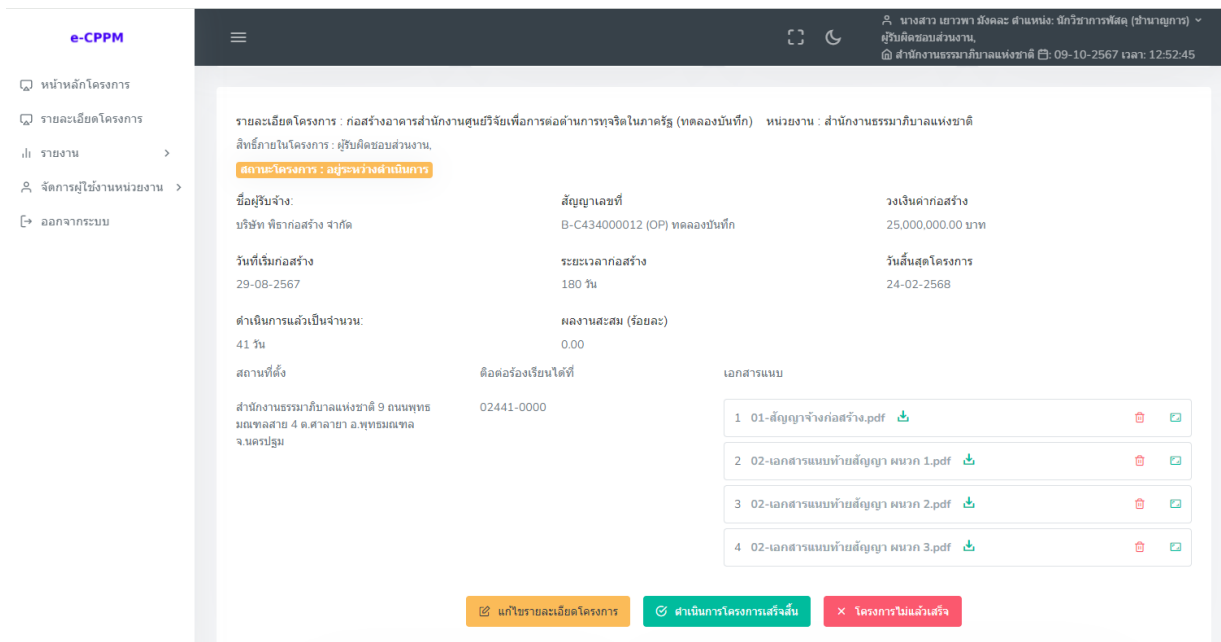 e-CPPM
นางสาว เยาวพา มังคละ ตำแหน่ง: นักวิชาการพัสดุ (ชำนาญการ)
ผู้รับผิดชอบส่วนงาน,
สำนักงานธรรมาภิบาลแห่งชาติ : 09-10-2567 เวลา: 12:52:45
หน้าหลักโครงการ
รายละเอียดโครงการ
รายงาน
จัดการผู้ใช้งานหน่วยงาน
ออกจากระบบ
รายละเอียดโครงการ : ก่อสร้างอาคารสำนักงานศูนย์วิจัยเพื่อการต่อต้านการทุจริตในภาครัฐ (ทดลองบันทึก) หน่วยงาน : สำนักงานธรรมาภิบาลแห่งชาติ
สิทธิ์ภายในโครงการ : ผู้รับผิดชอบส่วนงาน,
สถานะโครงการ : อยู่ระหว่างดำเนินการ
ชื่อผู้รับจ้าง: สัญญาเลขที่ วงเงินค่าก่อสร้าง
บริษัท พิธาก่อสร้าง จำกัด B-C434000012 (OP) ทดลองบันทึก 25,000,000.00 บาท
วันที่เริ่มก่อสร้าง ระยะเวลาก่อสร้าง วันสิ้นสุดโครงการ
29-08-2567 180 วัน 24-02-2568
ดำเนินการแล้วเป็นจำนวน: ผลงานสะสม (ร้อยละ)
41 วัน 0.00
สถานที่ตั้ง ติดต่อร้องเรียนได้ที่ เอกสารแนบ
สำนักงานธรรมาภิบาลแห่งชาติ 9 ถนนพุทธ 02441-0000
มณฑลสาย 4 ต.ศาลายา อ.พุทธมณฑล
จ.นครปฐม
1 01-สัญญาจ้างก่อสร้าง.pdf
2 02-เอกสารแนบท้ายสัญญา ผนวก 1.pdf
3 02-เอกสารแนบท้ายสัญญา ผนวก 2.pdf
4 02-เอกสารแนบท้ายสัญญา ผนวก 3.pdf
แก้ไขรายละเอียดโครงการ ดำเนินการโครงการเสร็จสิ้น โครงการไม่แล้วเสร็จ